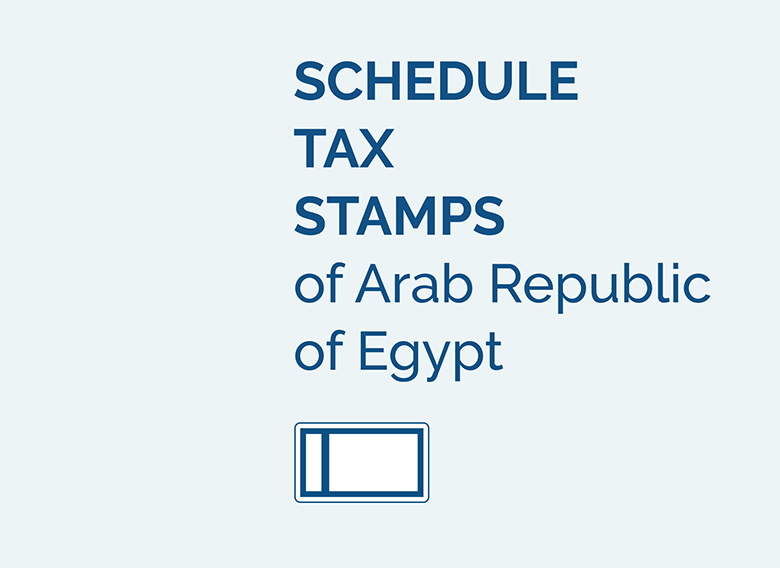 SCHEDULE
TAX
STAMPS
of Arab Republic
of Egypt